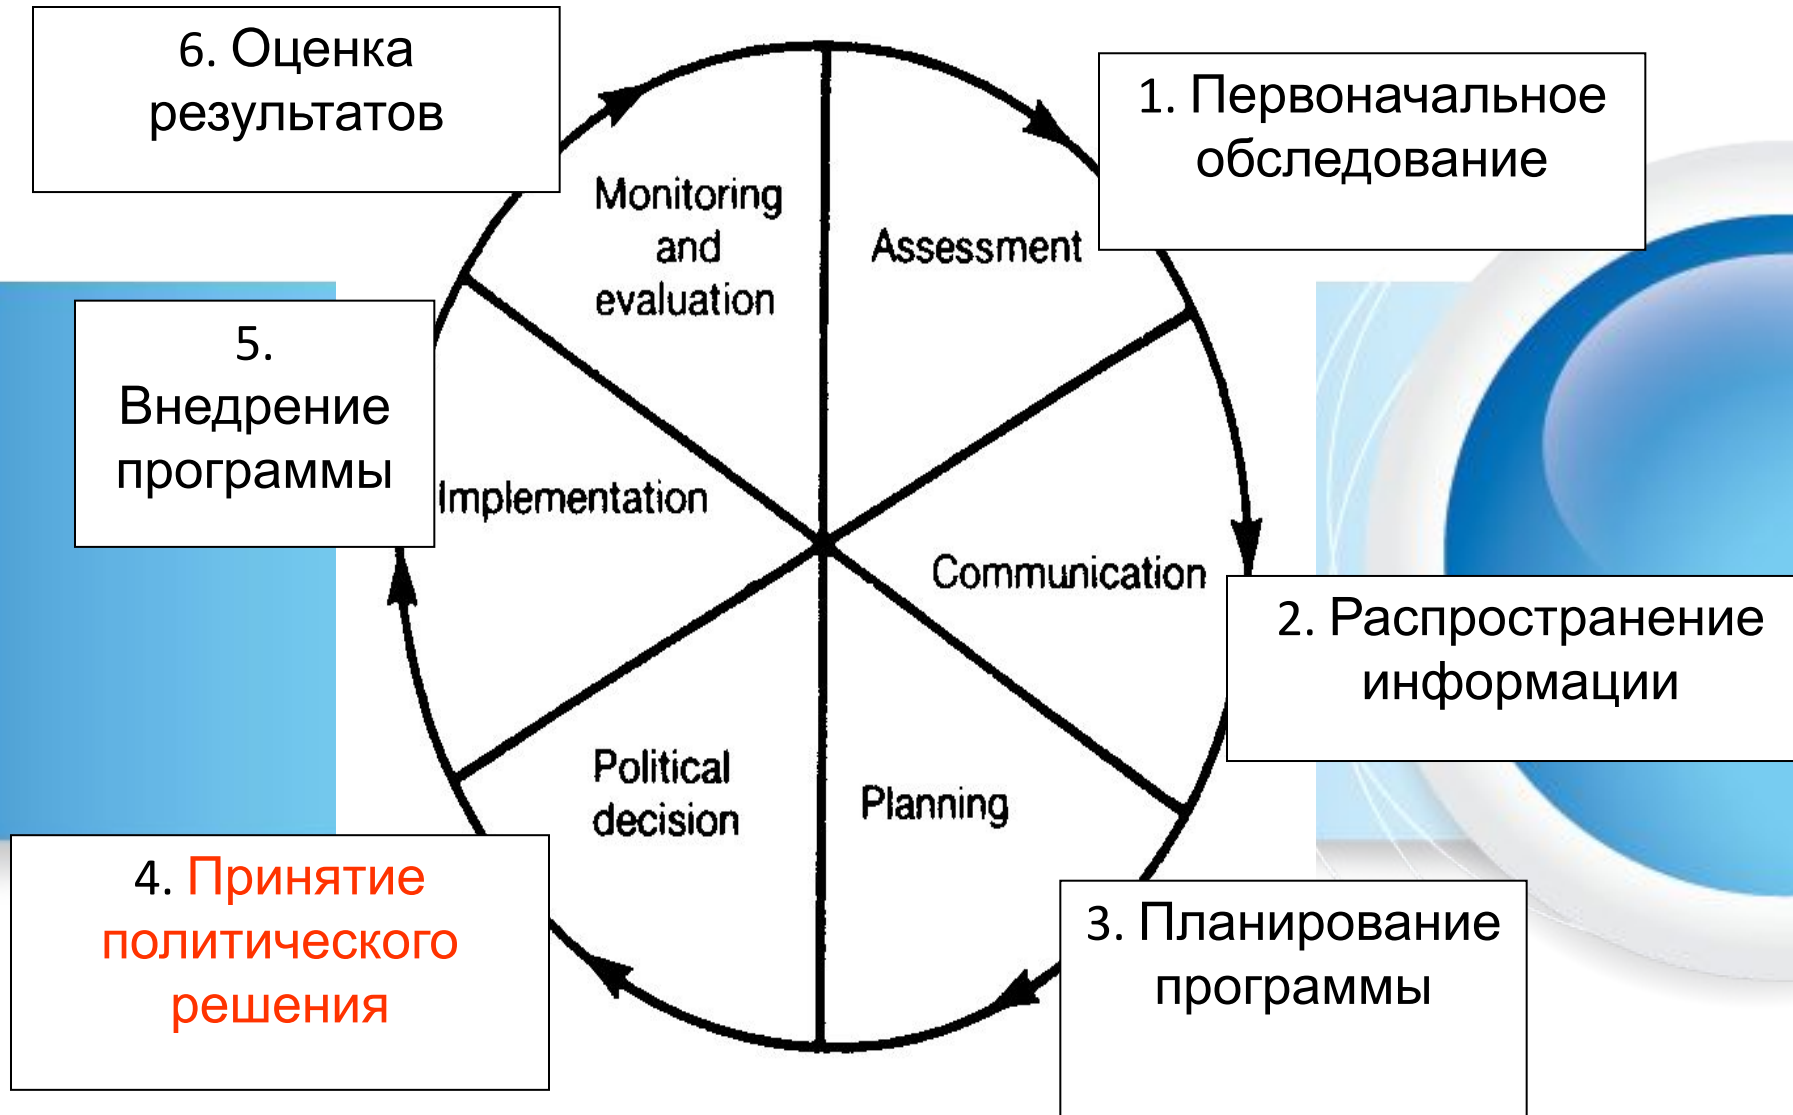 6. Оценка
результатов
1. Первоначальное
обследование
Monitoring
and
evaluation
Assessment
5.
Внедрение
программы
Implementation
Communication
2. Распространение
информации
Political
decision
Planning
4. Принятие
политического
решения
3. Планирование
программы